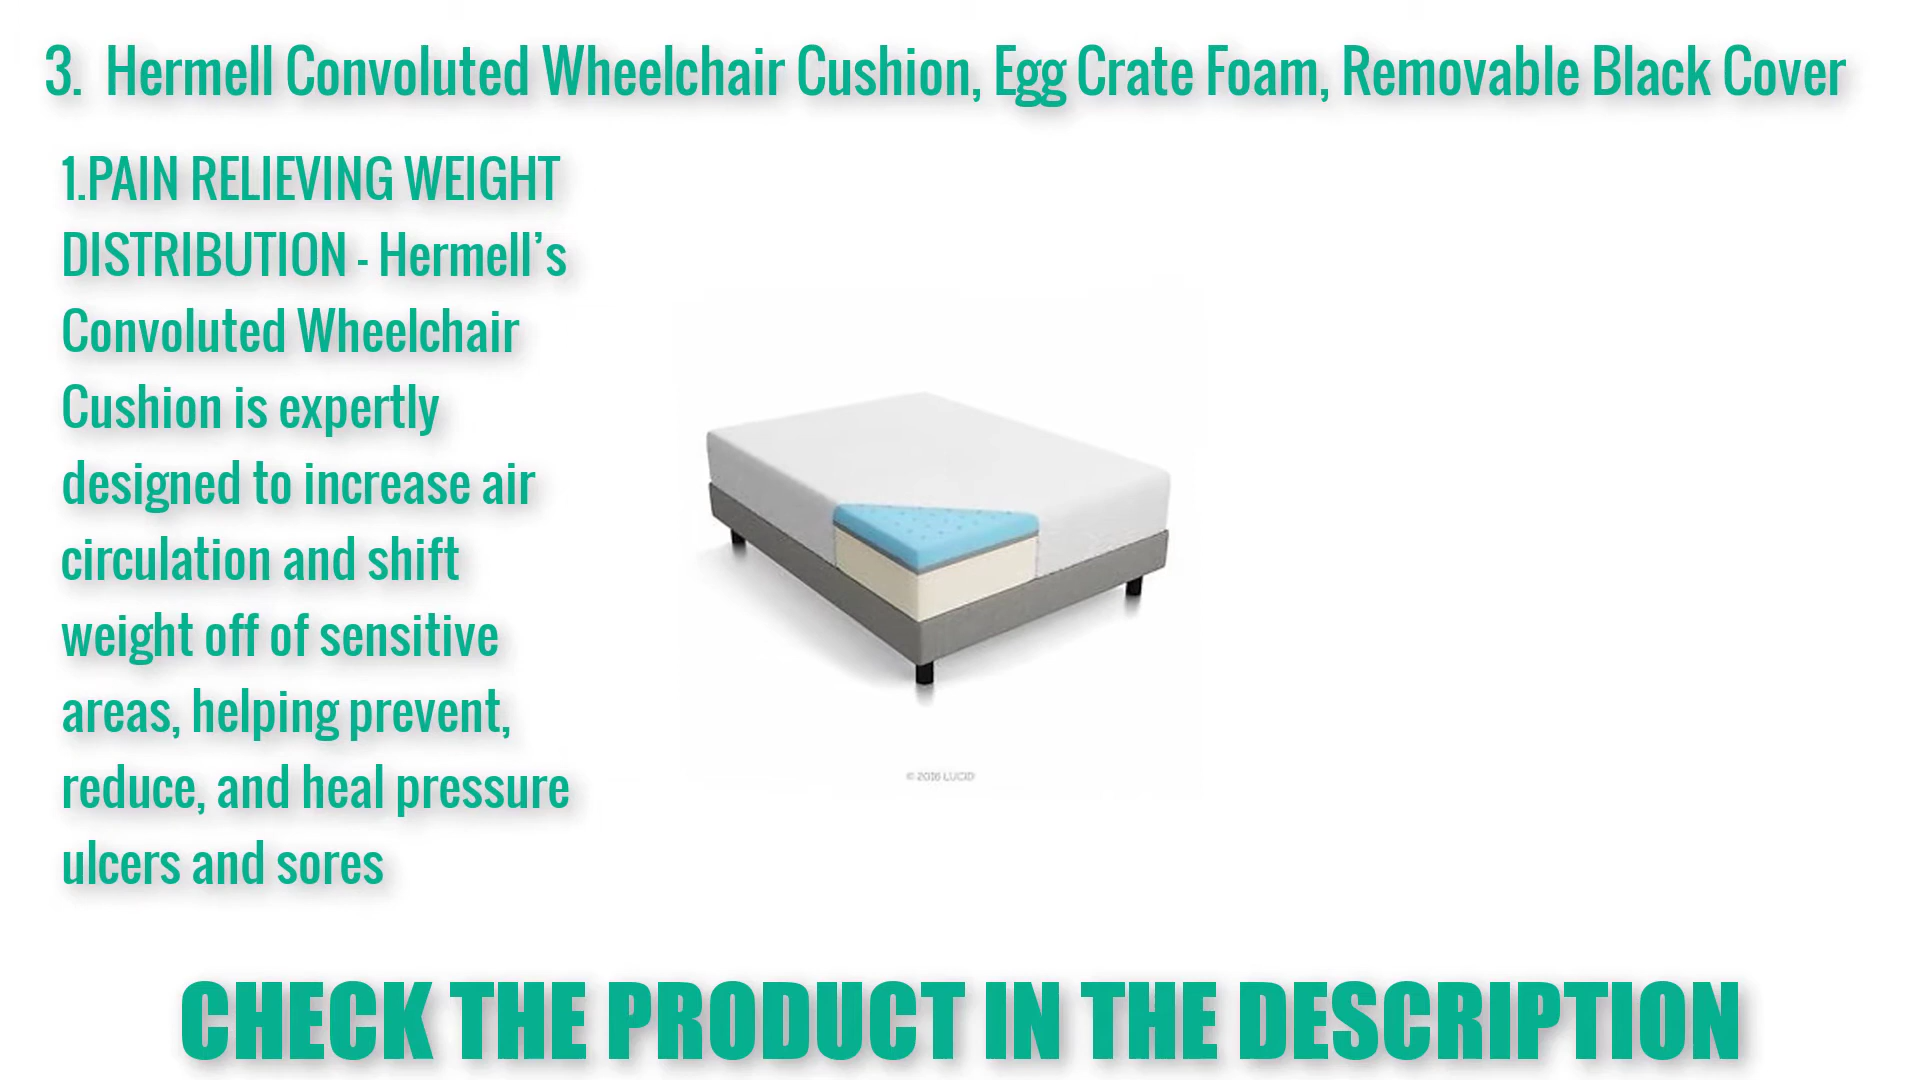 3. Hermell Convoluted Wheelchair Cushion, Egg Crate Foam, Removable Black Cover
1.PAIN RELIEVING WEIGHT
DISTRIBUTION - Hermell’s
Convoluted Wheelchair
Cushion is expertly
designed to increase air
circulation and shift
weight off of sensitive
areas, helping prevent,
reduce, and heal pressure
ulcers and sores
© 2016 LUCID
CHECK THE PRODUCT IN THE DESCRIPTION